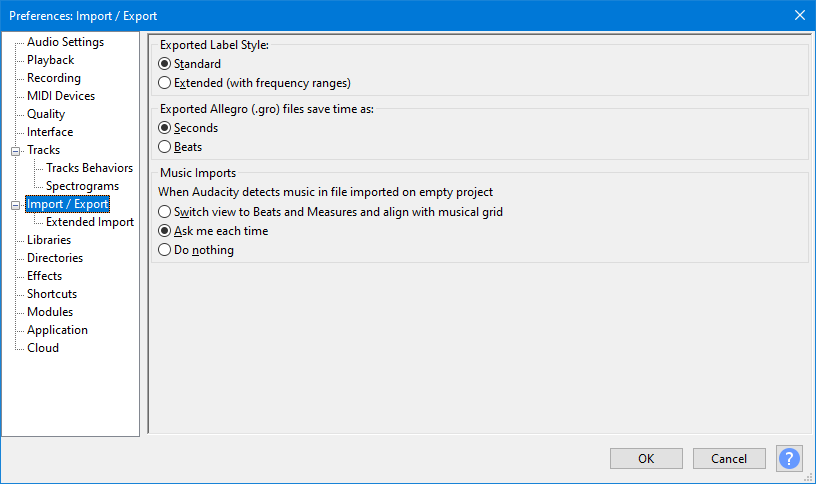 Preferences: Import / Export
Audio Settings
Playback
Recording
MIDI Devices
Quality
Interface
Tracks
Tracks Behaviors
Spectrograms
Import / Export
Extended Import
Libraries
Directories
Effects
Shortcuts
Modules
Application
Cloud
Exported Label Style:
Standard
Extended (with frequency ranges)
Exported Allegro (.gro) files save time as:
Seconds
Beats
Music Imports
When Audacity detects music in file imported on empty project
Switch view to Beats and Measures and align with musical grid
Ask me each time
Do nothing
OK
Cancel
?